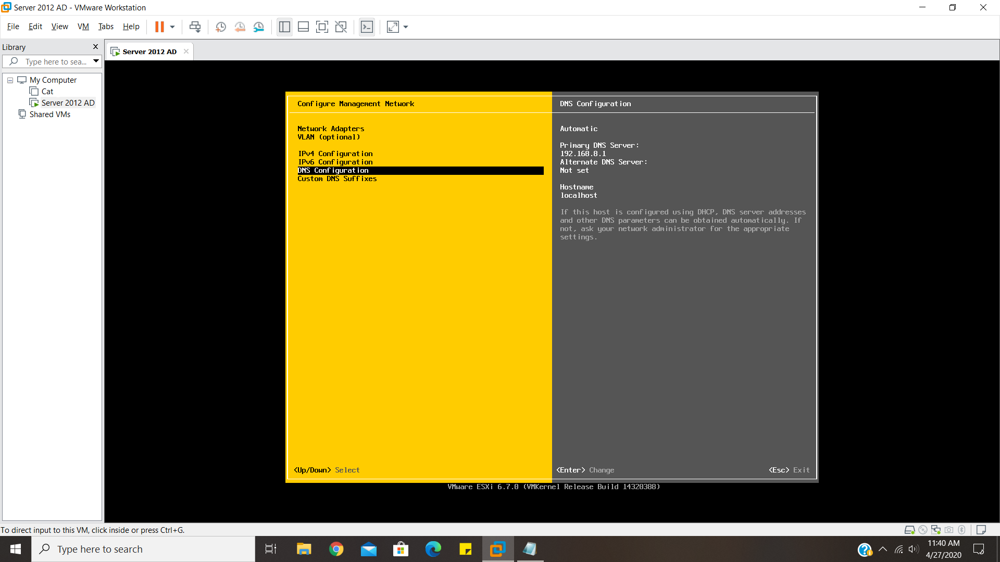 Server 2012 AD - VMware Workstation
File Edit View VM Tabs Help
Library
Type here to sea...
My Computer
Cat
Server 2012 AD
Shared VMs
Server 2012 AD
Configure Management Network
Network Adapters
VLAN (optional)
IPv4 Configuration
IPv6 Configuration
DNS Configuration
Custom DNS Suffixes
<Up/Down> Select
DNS Configuration
Automatic
Primary DNS Server:
192.168.8.1
Alternate DNS Server:
Not set
Hostname
localhost
If this host is configured using DHCP, DNS server addresses
and other DNS parameters can be obtained automatically. If
not, ask your network administrator for the appropriate
settings.
<Enter> Change
<Esc> Exit
VMware ESXi 6.7.0 (VMKernel Release Build 14320388)
To direct input to this VM, click inside or press Ctrl+G.
Type here to search
11:40 AM
4/27/2020